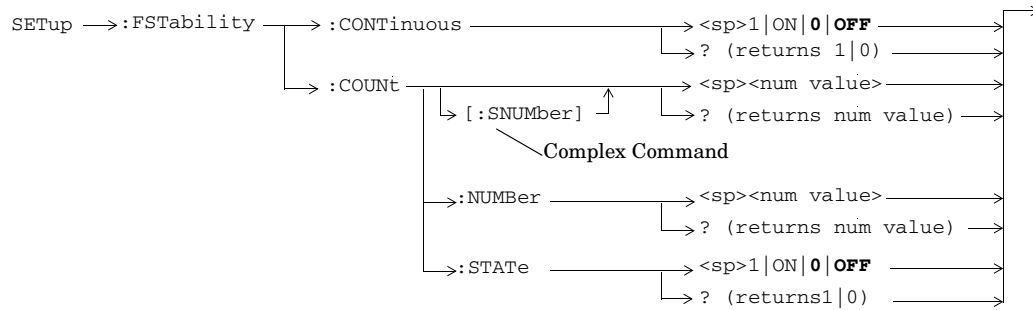 SETup :FSTability :CONTinuous <sp>1|ON|0|OFF
? (returns 1|0)
:COUNt <sp><num value>
[:SNUMber] ? (returns num value)
Complex Command
:NUMBer <sp><num value>
? (returns num value)
:STATe <sp>1|ON|0|OFF
? (returns1|0)